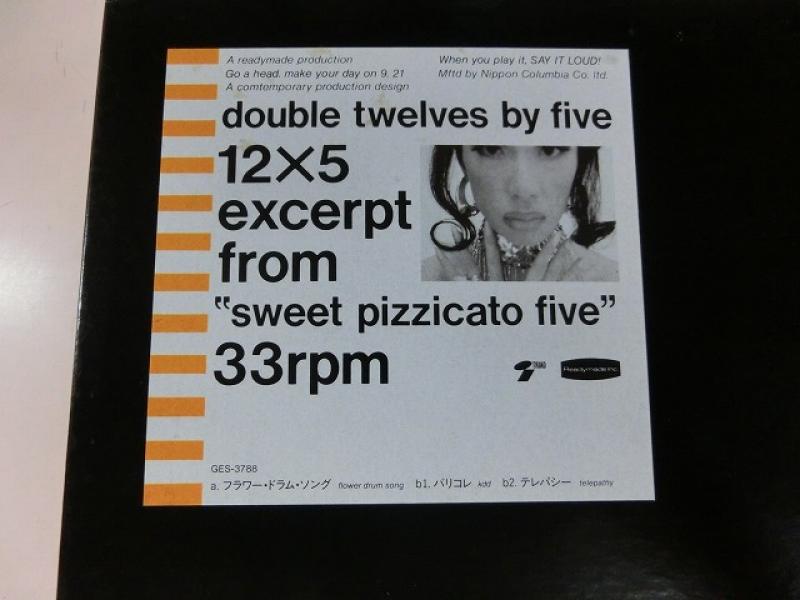 A readymade production
Go a head. make your day on 9. 21
A comtemporary production design
When you play it, SAY IT LOUD!
Mftd by Nippon Columbia Co. ltd.
double twelves by five
12×5
excerpt
from
"sweet pizzicato five"
33rpm
Readymade inc.
GES-3788
a. フラワー・ドラム・ソング flower drum song b1. パリコレ kdd b2. テレパシー telepathy